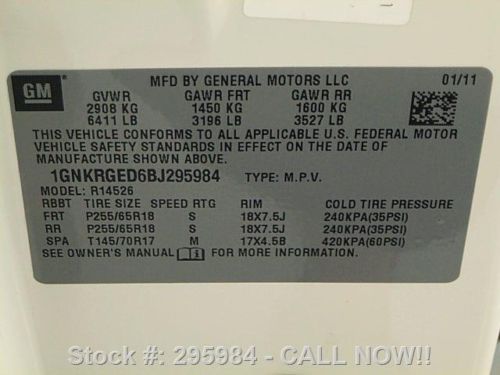 GM
MFD BY GENERAL MOTORS LLC 01/11
GVWR GAWR FRT GAWR RR
2908 KG 1450 KG 1600 KG
6411 LB 3196 LB 3527 LB
THIS VEHICLE CONFORMS TO ALL APPLICABLE U.S. FEDERAL MOTOR
VEHICLE SAFETY STANDARDS IN EFFECT ON THE DATE OF MANUFACTURE
SHOWN ABOVE.
1GNKRGED6BJ295984 TYPE: M.P.V.
MODEL: R14526
RBBT TIRE SIZE SPEED RTG RIM COLD TIRE PRESSURE
FRT P255/65R18 S 18X7.5J 240KPA(35PSI)
RR P255/65R18 S 18X7.5J 240KPA(35PSI)
SPA T145/70R17 M 17X4.5B 420KPA(60PSI)
SEE OWNER'S MANUAL FOR MORE INFORMATION.
Stock #: 295984 - CALL NOW!!